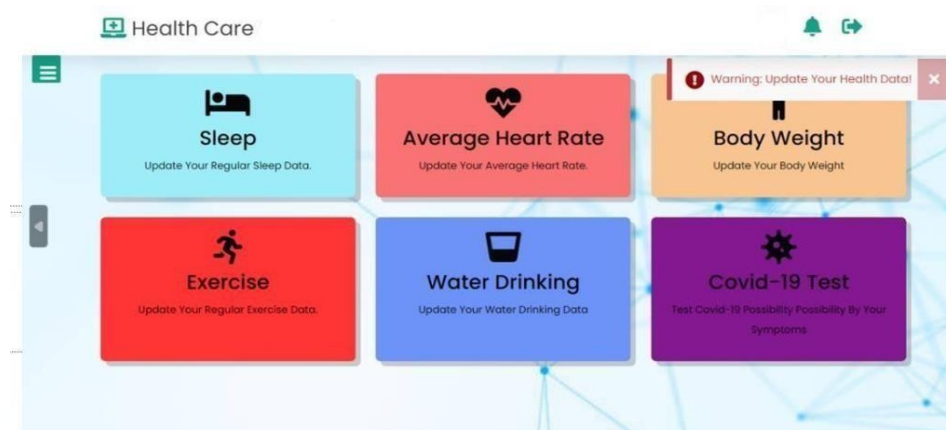 Health Care
Warning: Update Your Health Data!
Sleep
Update Your Regular Sleep Data.
Average Heart Rate
Update Your Average Heart Rate.
Body Weight
Update Your Body Weight
Exercise
Update Your Regular Exercise Data.
Water Drinking
Update Your Water Drinking Data
Covid-19 Test
Test Covid-19 Possibility Possibility By Your
Symptoms